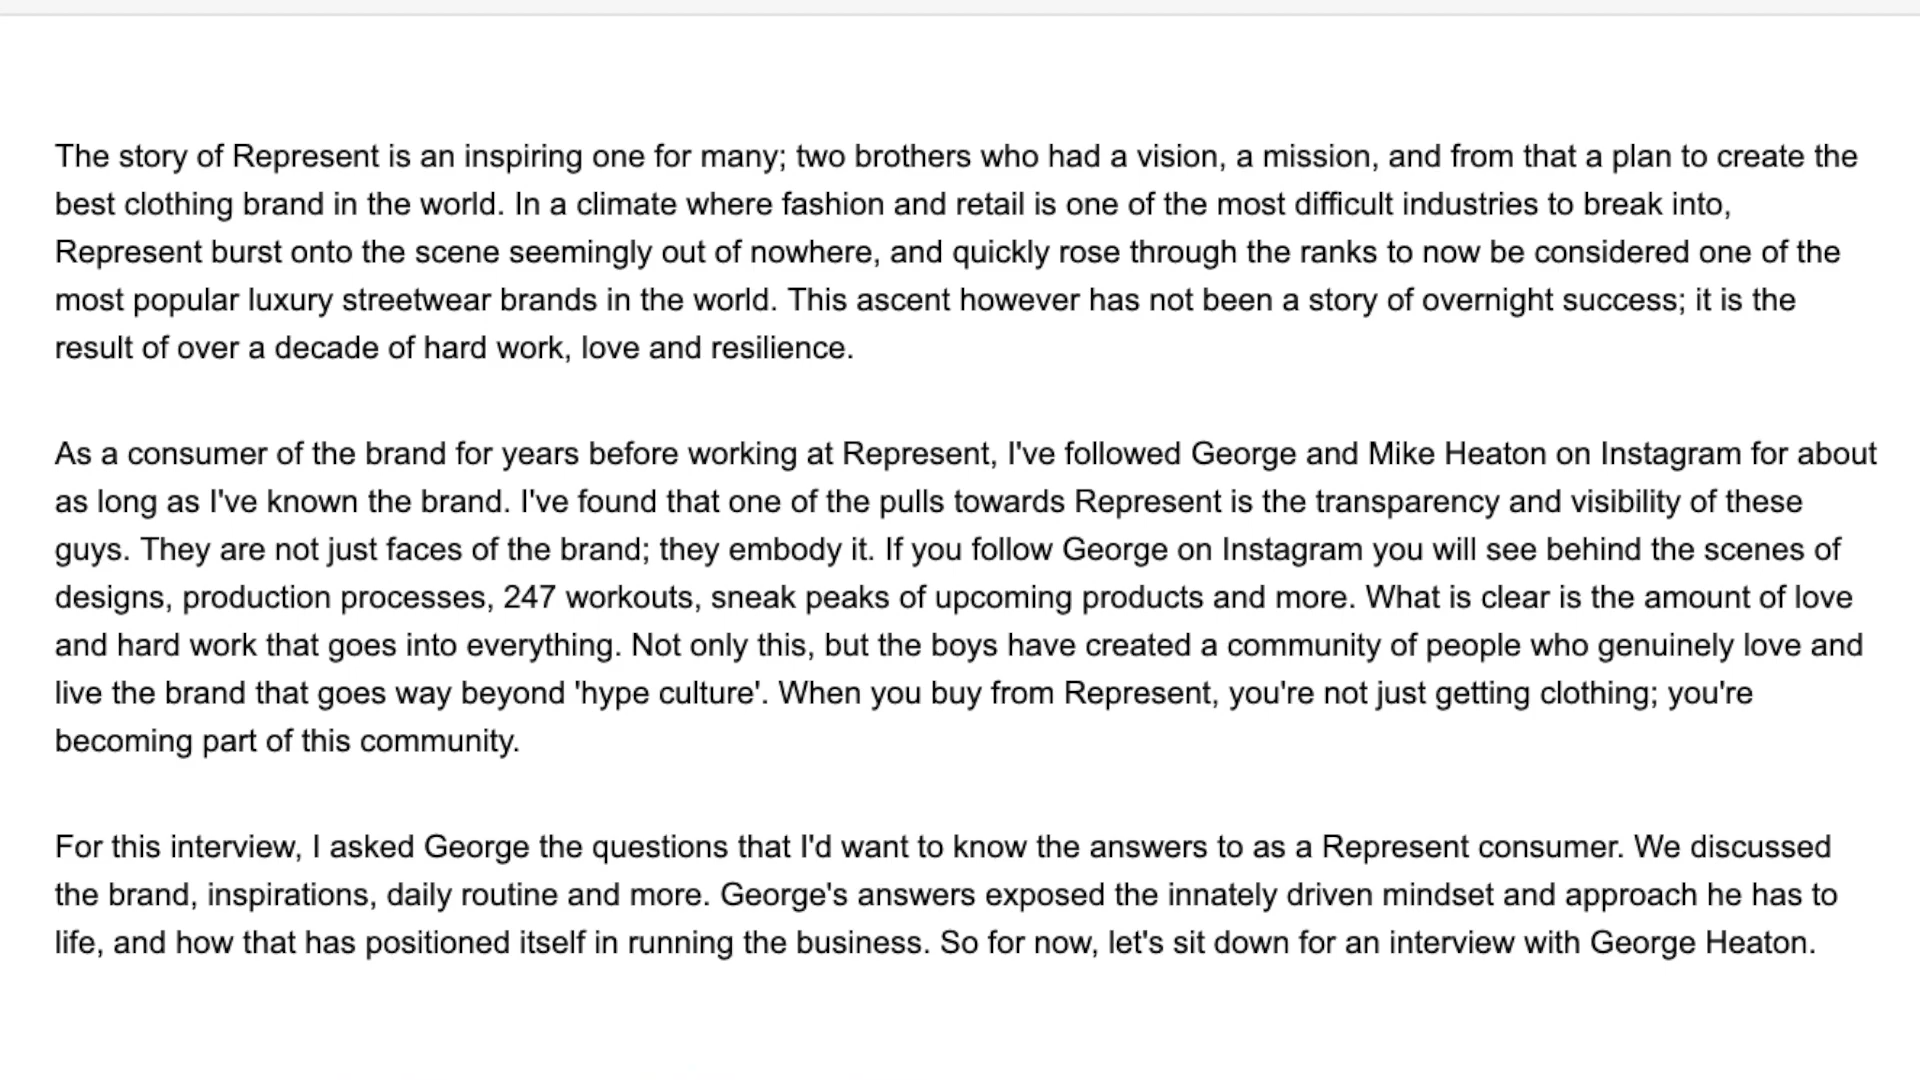 The story of Represent is an inspiring one for many; two brothers who had a vision, a mission, and from that a plan to create the
best clothing brand in the world. In a climate where fashion and retail is one of the most difficult industries to break into,
Represent burst onto the scene seemingly out of nowhere, and quickly rose through the ranks to now be considered one of the
most popular luxury streetwear brands in the world. This ascent however has not been a story of overnight success; it is the
result of over a decade of hard work, love and resilience.
As a consumer of the brand for years before working at Represent, I've followed George and Mike Heaton on Instagram for about
as long as I've known the brand. I've found that one of the pulls towards Represent is the transparency and visibility of these
guys. They are not just faces of the brand; they embody it. If you follow George on Instagram you will see behind the scenes of
designs, production processes, 247 workouts, sneak peaks of upcoming products and more. What is clear is the amount of love
and hard work that goes into everything. Not only this, but the boys have created a community of people who genuinely love and
live the brand that goes way beyond 'hype culture'. When you buy from Represent, you're not just getting clothing; you're
becoming part of this community.
For this interview, I asked George the questions that I'd want to know the answers to as a Represent consumer. We discussed
the brand, inspirations, daily routine and more. George's answers exposed the innately driven mindset and approach he has to
life, and how that has positioned itself in running the business. So for now, let's sit down for an interview with George Heaton.